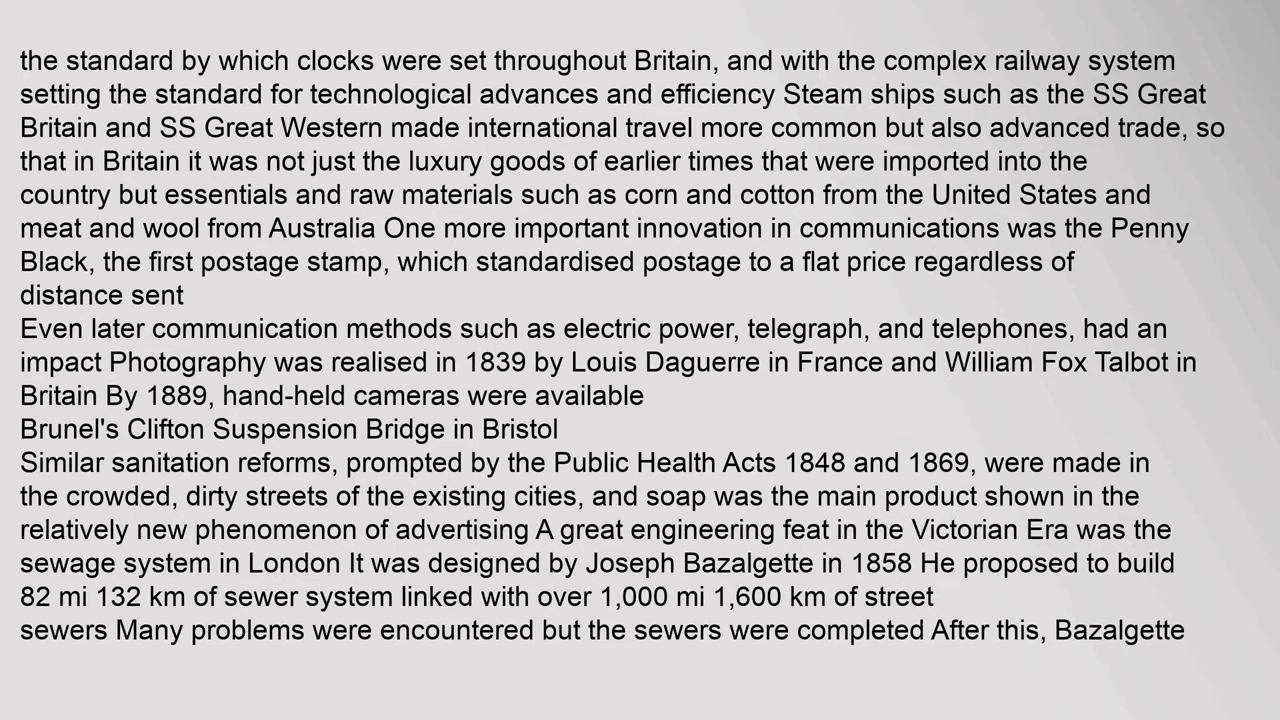 the standard by which clocks were set throughout Britain, and with the complex railway system
setting the standard for technological advances and efficiency Steam ships such as the SS Great
Britain and SS Great Western made international travel more common but also advanced trade, so
that in Britain it was not just the luxury goods of earlier times that were imported into the
country but essentials and raw materials such as corn and cotton from the United States and
meat and wool from Australia One more important innovation in communications was the Penny
Black, the first postage stamp, which standardised postage to a flat price regardless of
distance sent
Even later communication methods such as electric power, telegraph, and telephones, had an
impact Photography was realised in 1839 by Louis Daguerre in France and William Fox Talbot in
Britain By 1889, hand-held cameras were available
Brunel's Clifton Suspension Bridge in Bristol
Similar sanitation reforms, prompted by the Public Health Acts 1848 and 1869, were made in
the crowded, dirty streets of the existing cities, and soap was the main product shown in the
relatively new phenomenon of advertising A great engineering feat in the Victorian Era was the
sewage system in London It was designed by Joseph Bazalgette in 1858 He proposed to build
82 mi 132 km of sewer system linked with over 1,000 mi 1,600 km of street
sewers Many problems were encountered but the sewers were completed After this, Bazalgette